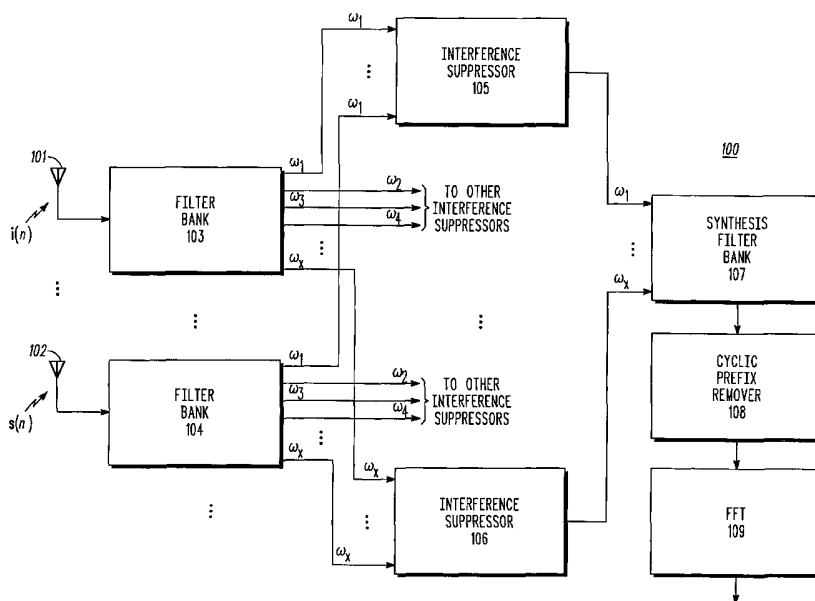 ω1
INTERFERENCE
SUPPRESSOR
105
ω1
100
101
ω1
ω1
FILTER
BANK
103
ω2
ω3
ω4
TO OTHER
INTERFERENCE
SUPPRESSORS
ωx
i(n)
ωx
SYNTHESIS
FILTER
BANK
107
102
ω1
FILTER
BANK
104
ω2
ω3
ω4
TO OTHER
INTERFERENCE
SUPPRESSORS
ωx
s(n)
CYCLIC
PREFIX
REMOVER
108
ωx
INTERFERENCE
SUPPRESSOR
106
ωx
FFT
109